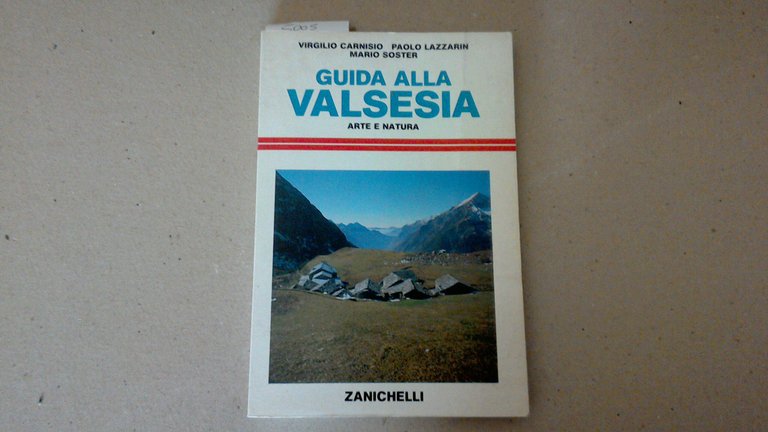 VIRGILIO CARNISIO PAOLO LAZZARIN
MARIO SOSTER
GUIDA ALLA
VALSESIA
ARTE E NATURA
ZANICHELLI